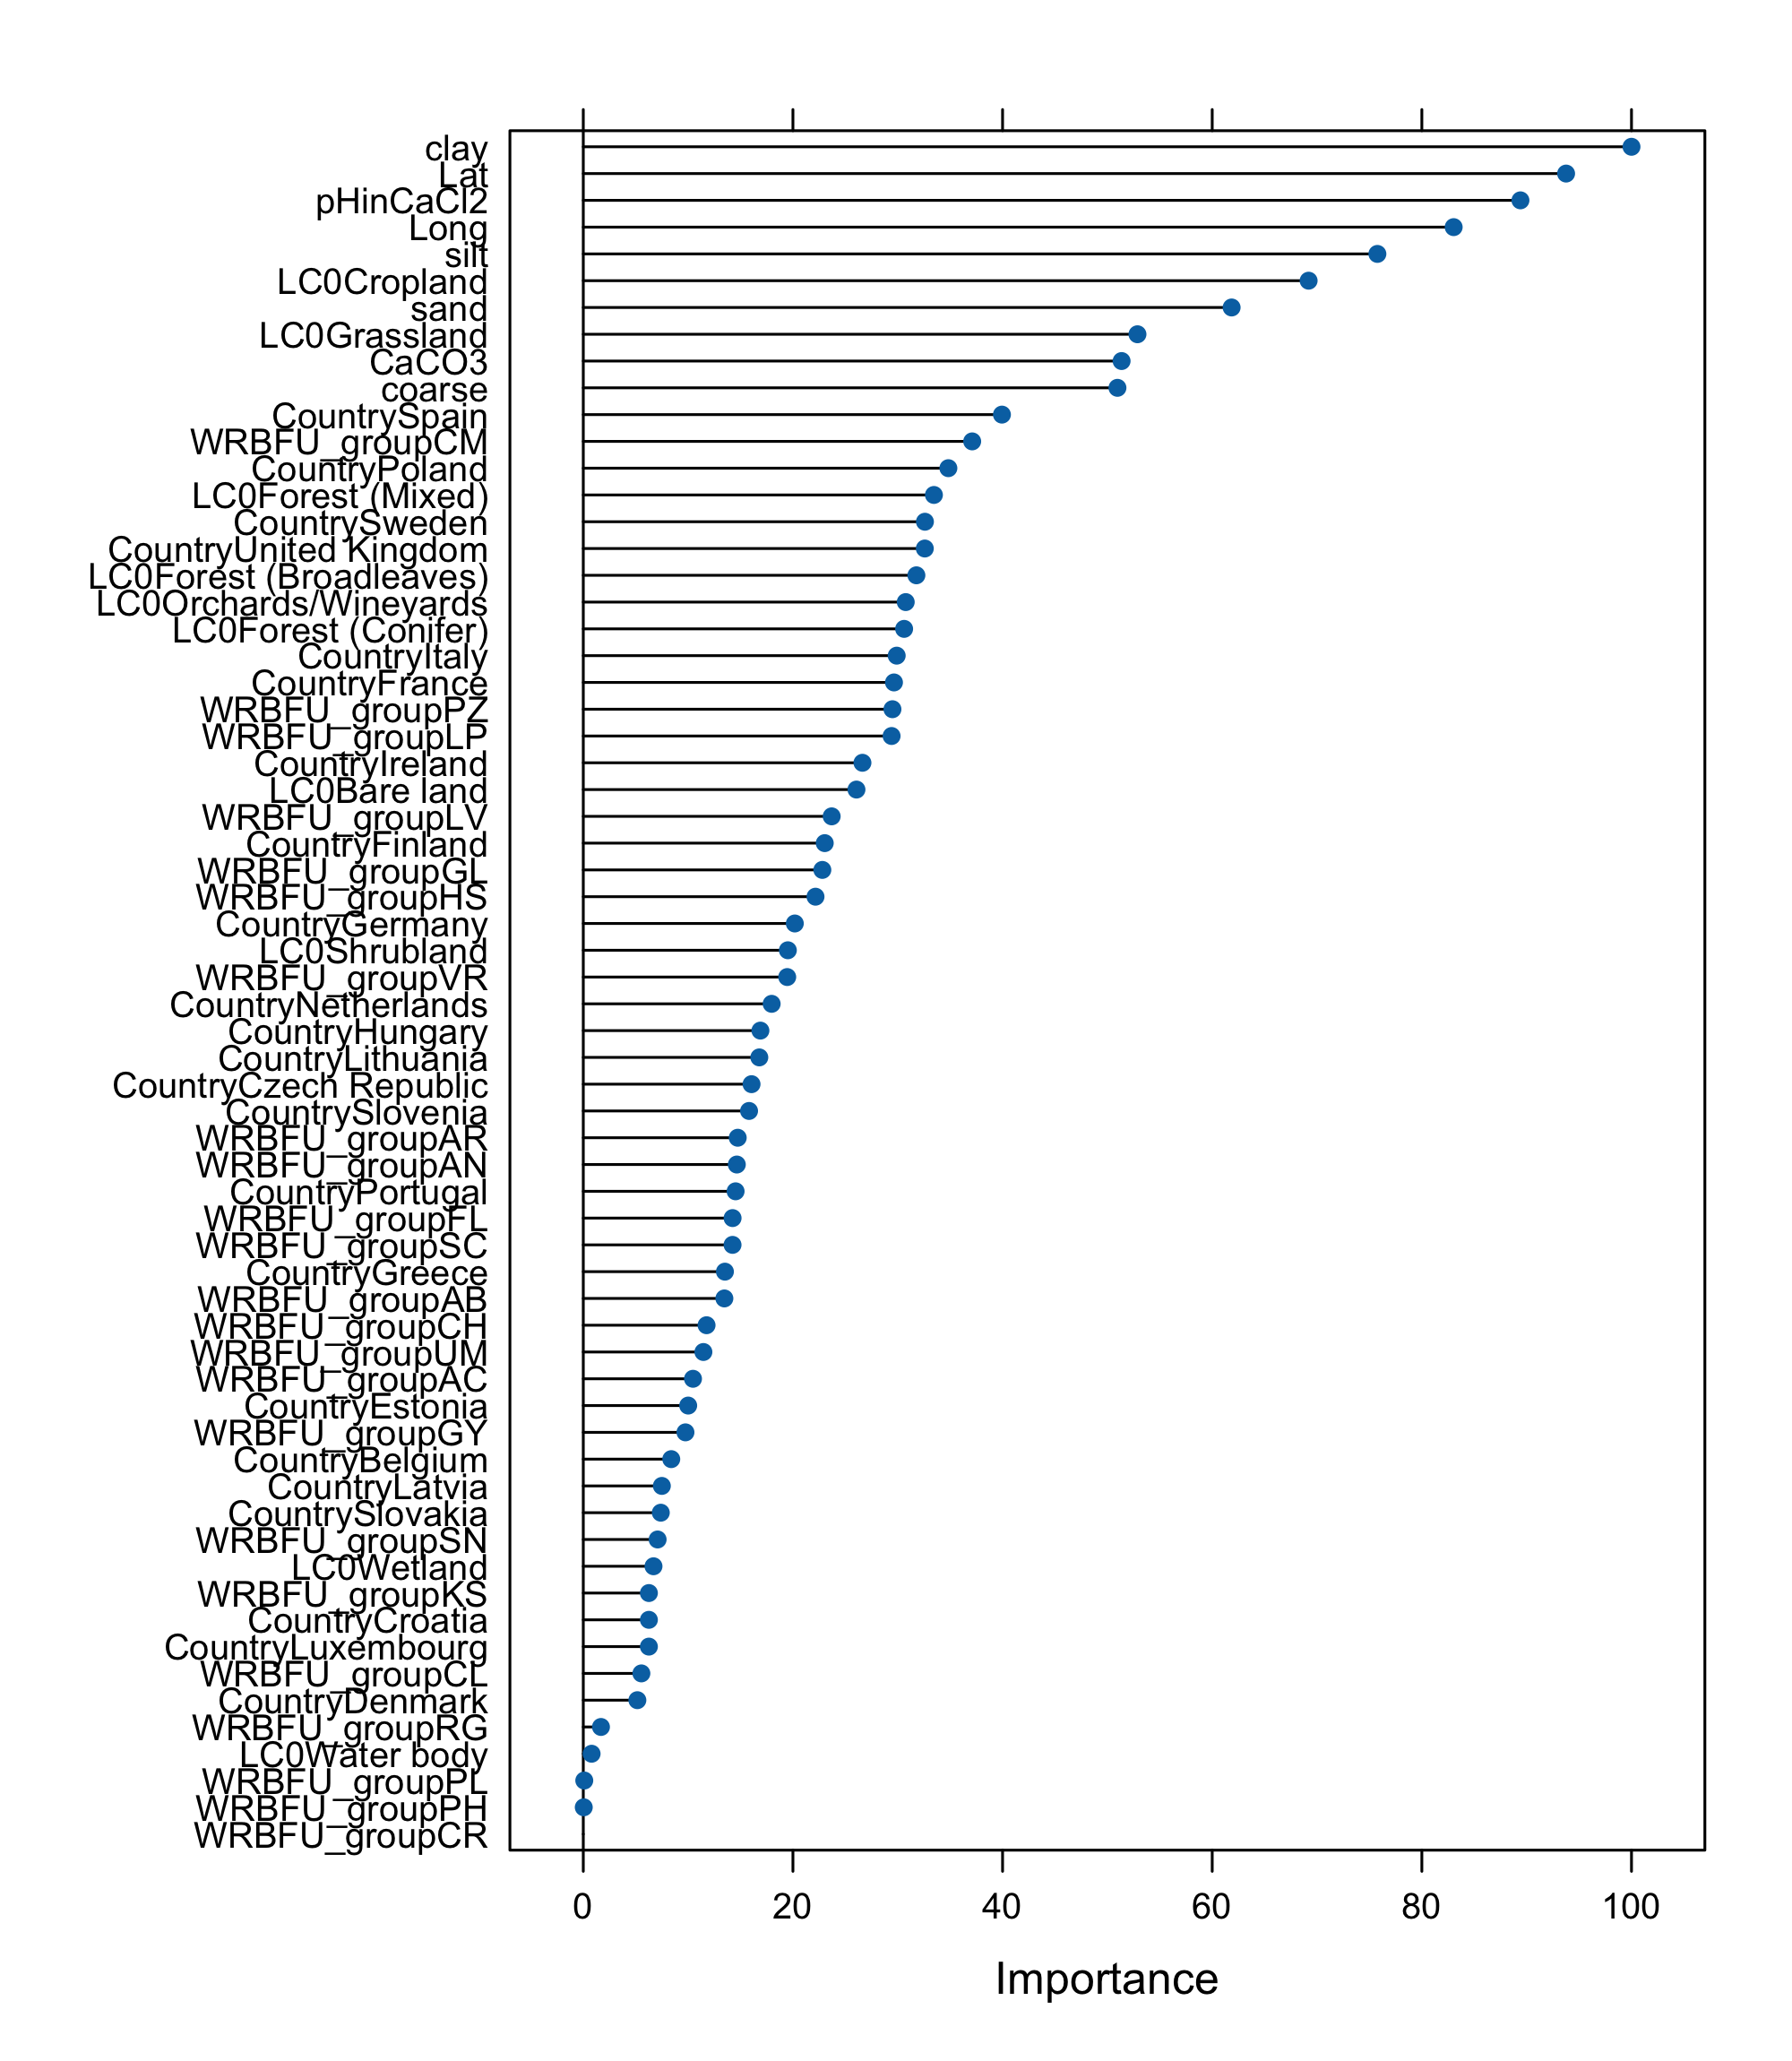 clay
Lat
pHinCaCl2
Long
silt
LC0Cropland
sand
LC0Grassland
CaCO3
coarse
CountrySpain
WRBFU_groupCM
CountryPoland
LC0Forest (Mixed)
CountrySweden
CountryUnited Kingdom
LC0Forest (Broadleaves)
LC0Orchards/Wineyards
LC0Forest (Conifer)
CountryItaly
CountryFrance
WRBFU_groupPZ
WRBFU_groupLP
CountryIreland
LC0Bare land
WRBFU_groupLV
CountryFinland
WRBFU_groupGL
WRBFU_groupHS
CountryGermany
LC0Shrubland
WRBFU_groupVR
CountryNetherlands
CountryHungary
CountryLithuania
CountryCzech Republic
CountrySlovenia
WRBFU_groupAR
WRBFU_groupAN
CountryPortugal
WRBFU_groupFL
WRBFU_groupSC
CountryGreece
WRBFU_groupAB
WRBFU_groupCH
WRBFU_groupUM
WRBFU_groupAC
CountryEstonia
WRBFU_groupGY
CountryBelgium
CountryLatvia
CountrySlovakia
WRBFU_groupSN
LC0Wetland
WRBFU_groupKS
CountryCroatia
CountryLuxembourg
WRBFU_groupCL
CountryDenmark
WRBFU_groupRG
LC0Water body
WRBFU_groupPL
WRBFU_groupPH
WRBFU_groupCR
0 20 40 60 80 100
Importance